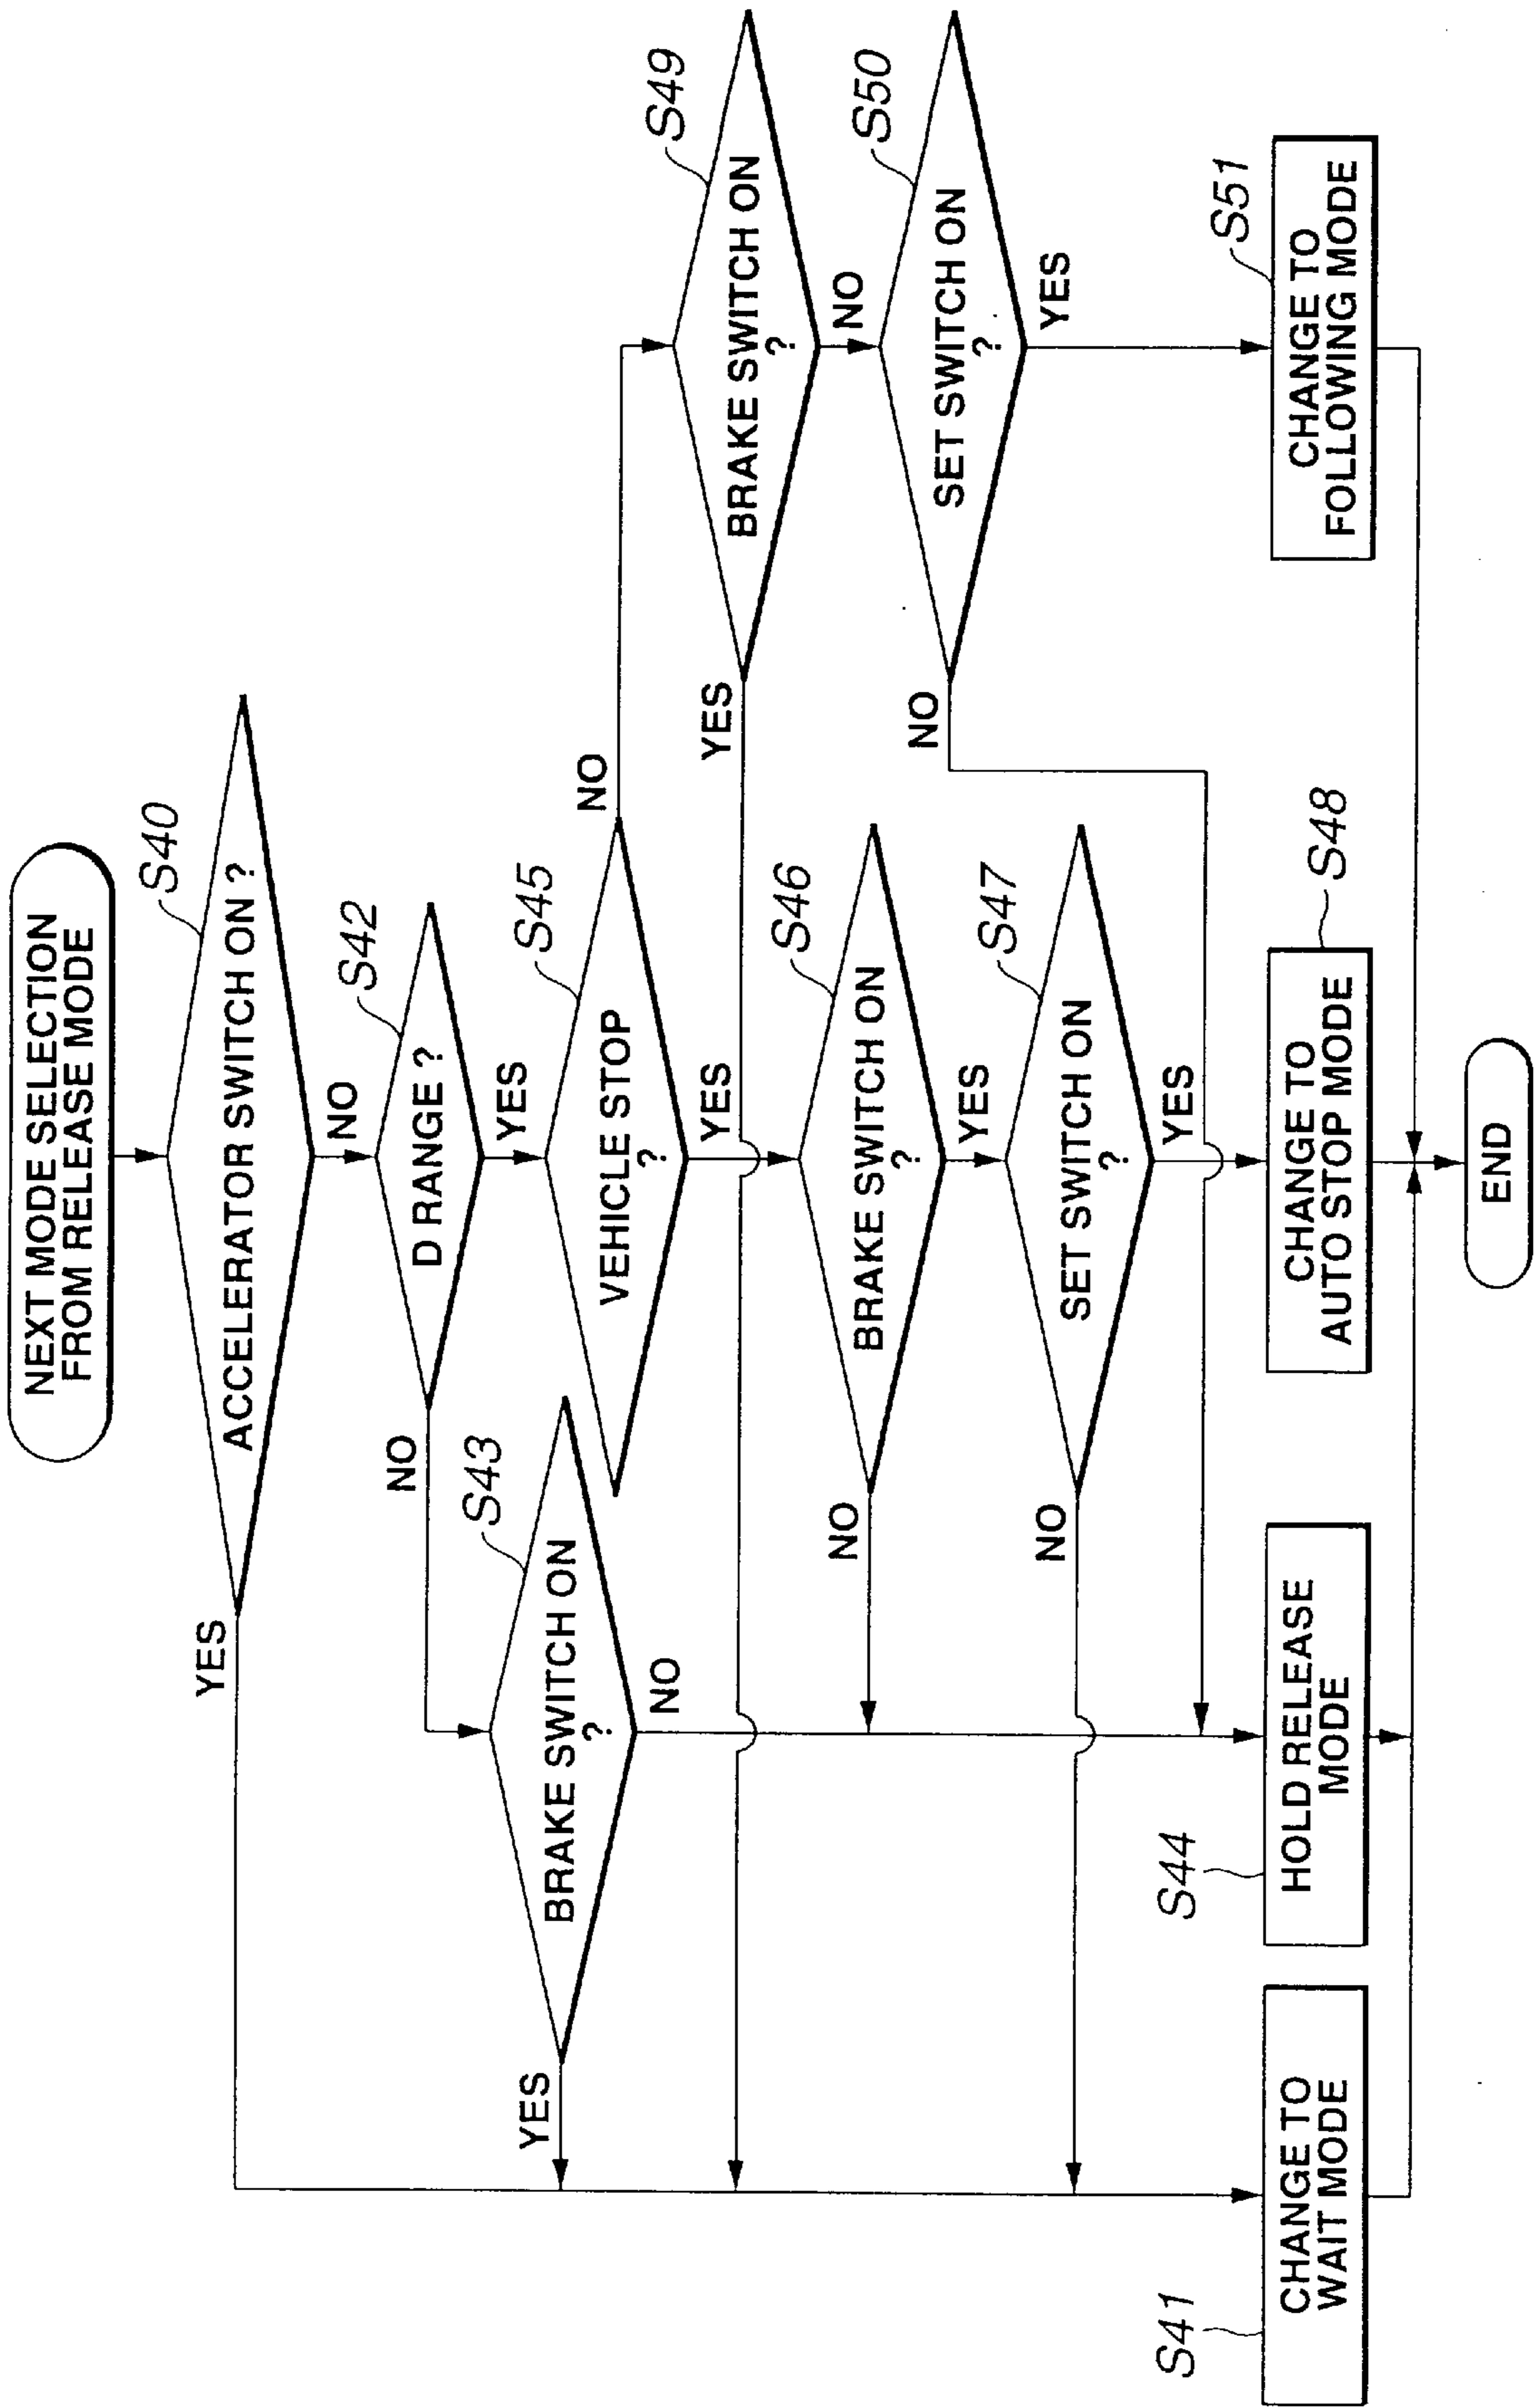 NEXT MODE SELECTION
FROM RELEASE MODE
S40
ACCELERATOR SWITCH ON ?
YES
NO
S42
D RANGE ?
NO
YES
S43
BRAKE SWITCH ON
?
YES
NO
S45
VEHICLE STOP
?
NO
YES
S49
BRAKE SWITCH ON
?
YES
NO
S46
BRAKE SWITCH ON
?
NO
YES
S50
SET SWITCH ON
?
NO
YES
S47
SET SWITCH ON
?
NO
YES
S41
CHANGE TO
WAIT MODE
S44
HOLD RELEASE
MODE
S48
CHANGE TO
AUTO STOP MODE
S51
CHANGE TO
FOLLOWING MODE
END